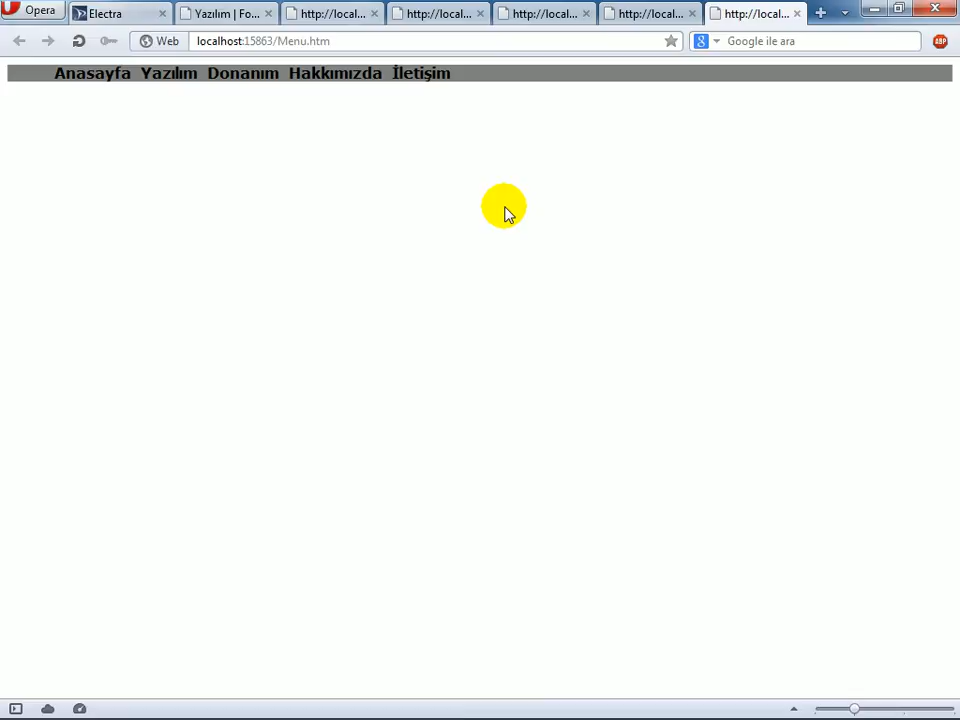 Opera
Electra
Yazılım | Fo...
http://local...
http://local...
http://local...
http://local...
http://local...
Web
localhost:15863/Menu.htm
Google ile ara
ABP
Anasayfa Yazılım Donanım Hakkımızda İletişim